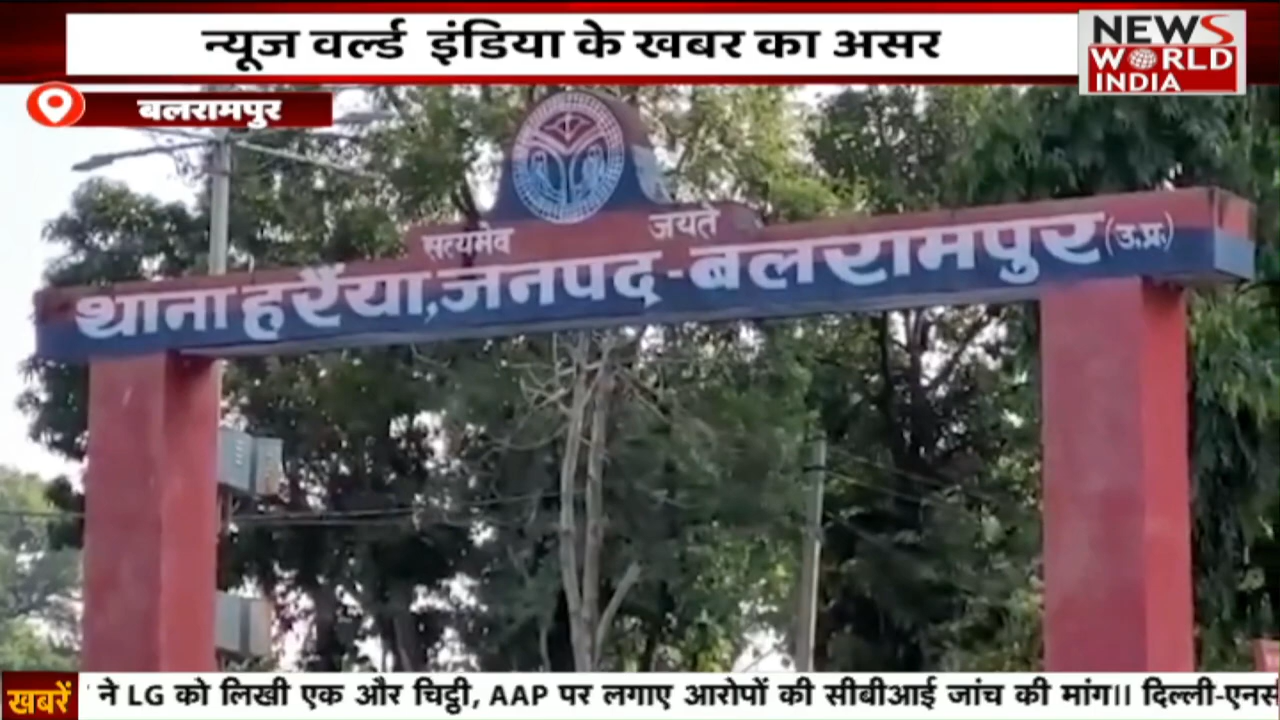 न्यूज वर्ल्ड इंडिया के खबर का असर
NEWS
WORLD
INDIA
बलरामपुर
सत्यमेव जयते
थाना हरैंया, जनपद-बलरामपुर (उ.प्र.)
खबरें
ने LG को लिखी एक और चिट्ठी, AAP पर लगाए आरोपों की सीबीआई जांच की मांग।। दिल्ली-एनस